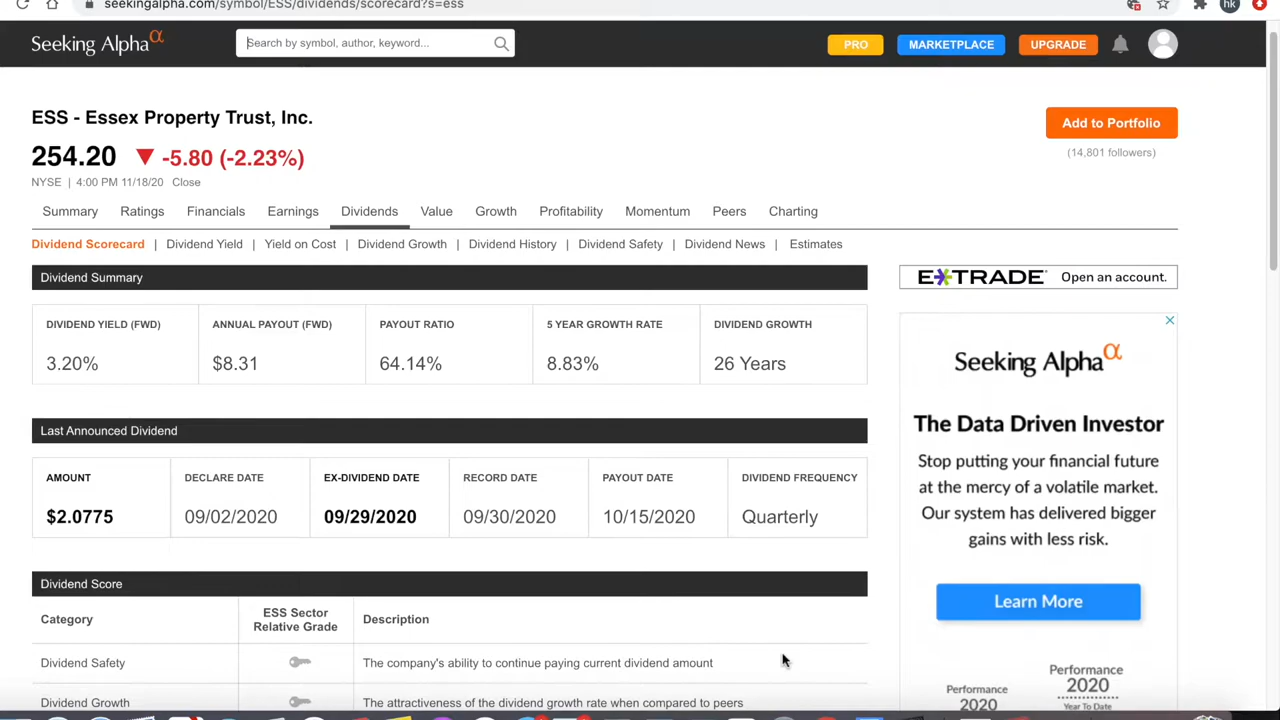 seekingalpha.com/symbol/ESS/dividends/scorecard?s=ess
hk
Seeking Alpha α
Search by symbol, author, keyword...
PRO
MARKETPLACE
UPGRADE
ESS - Essex Property Trust, Inc.
Add to Portfolio
254.20 ▼ -5.80 (-2.23%)
(14,801 followers)
NYSE | 4:00 PM 11/18/20 Close
Summary Ratings Financials Earnings Dividends Value Growth Profitability Momentum Peers Charting
Dividend Scorecard | Dividend Yield | Yield on Cost | Dividend Growth | Dividend History | Dividend Safety | Dividend News | Estimates
Dividend Summary
DIVIDEND YIELD (FWD) ANNUAL PAYOUT (FWD) PAYOUT RATIO 5 YEAR GROWTH RATE DIVIDEND GROWTH
3.20% $8.31 64.14% 8.83% 26 Years
Last Announced Dividend
AMOUNT DECLARE DATE EX-DIVIDEND DATE RECORD DATE PAYOUT DATE DIVIDEND FREQUENCY
$2.0775 09/02/2020 09/29/2020 09/30/2020 10/15/2020 Quarterly
Dividend Score
Category ESS Sector Relative Grade Description
Dividend Safety The company's ability to continue paying current dividend amount
Dividend Growth The attractiveness of the dividend growth rate when compared to peers
E*TRADE Open an account.
Seeking Alpha α
The Data Driven Investor
Stop putting your financial future
at the mercy of a volatile market.
Our system has delivered bigger
gains with less risk.
Learn More
Performance
2020
Performance
2020
Year To Date